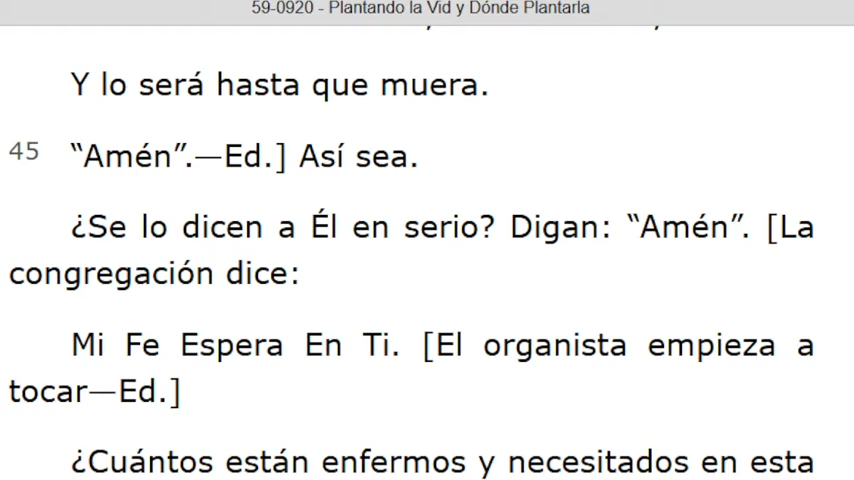 59-0920 - Plantando la Vid y Dónde Plantarla
Y lo será hasta que muera.
45 “Amén”.—Ed.] Así sea.
¿Se lo dicen a Él en serio? Digan: “Amén”. [La
congregación dice:
Mi Fe Espera En Ti. [El organista empieza a
tocar—Ed.]
¿Cuántos están enfermos y necesitados en esta